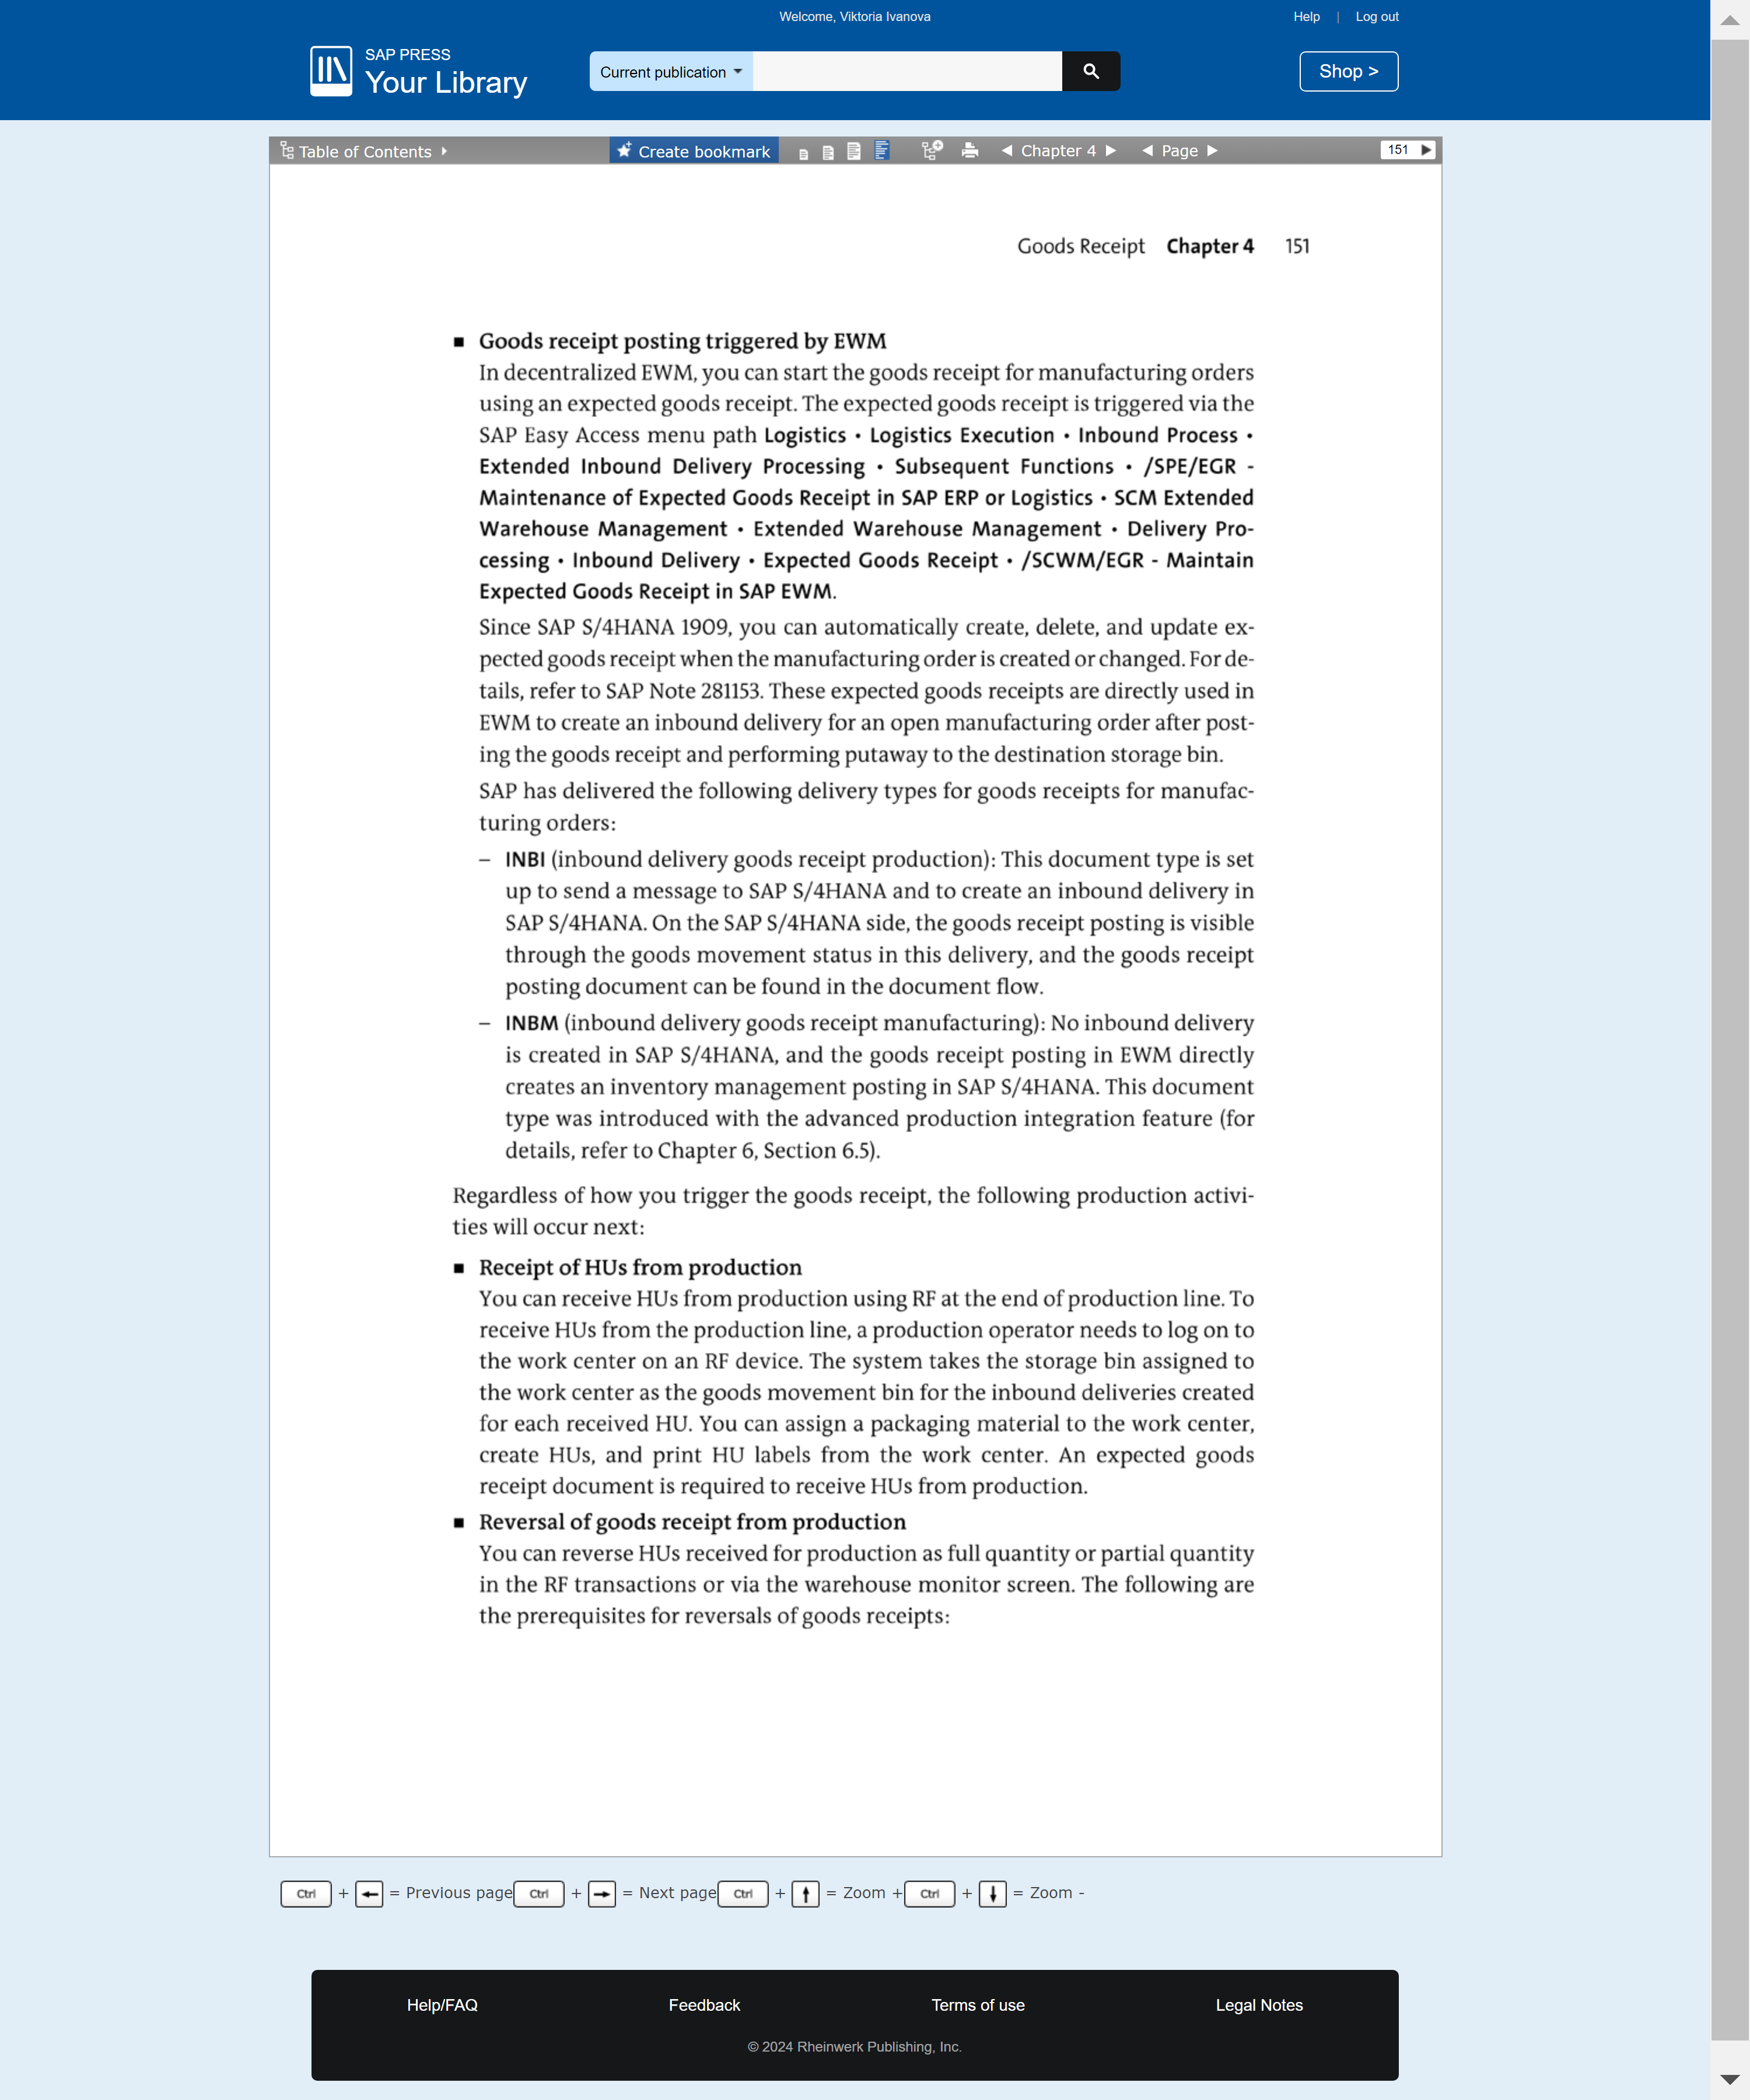 Welcome, Viktoria Ivanova
Help | Log out
SAP PRESS
Your Library
Current publication
Shop >
Table of Contents
Create bookmark
Chapter 4
Page
151
Goods Receipt Chapter 4 151
▪ Goods receipt posting triggered by EWM
In decentralized EWM, you can start the goods receipt for manufacturing orders
using an expected goods receipt. The expected goods receipt is triggered via the
SAP Easy Access menu path Logistics • Logistics Execution • Inbound Process •
Extended Inbound Delivery Processing • Subsequent Functions • /SPE/EGR -
Maintenance of Expected Goods Receipt in SAP ERP or Logistics • SCM Extended
Warehouse Management • Extended Warehouse Management • Delivery Pro-
cessing • Inbound Delivery • Expected Goods Receipt • /SCWM/EGR - Maintain
Expected Goods Receipt in SAP EWM.
Since SAP S/4HANA 1909, you can automatically create, delete, and update ex-
pected goods receipt when the manufacturing order is created or changed. For de-
tails, refer to SAP Note 281153. These expected goods receipts are directly used in
EWM to create an inbound delivery for an open manufacturing order after post-
ing the goods receipt and performing putaway to the destination storage bin.
SAP has delivered the following delivery types for goods receipts for manufac-
turing orders:
– INBI (inbound delivery goods receipt production): This document type is set
up to send a message to SAP S/4HANA and to create an inbound delivery in
SAP S/4HANA. On the SAP S/4HANA side, the goods receipt posting is visible
through the goods movement status in this delivery, and the goods receipt
posting document can be found in the document flow.
– INBM (inbound delivery goods receipt manufacturing): No inbound delivery
is created in SAP S/4HANA, and the goods receipt posting in EWM directly
creates an inventory management posting in SAP S/4HANA. This document
type was introduced with the advanced production integration feature (for
details, refer to Chapter 6, Section 6.5).
Regardless of how you trigger the goods receipt, the following production activi-
ties will occur next:
▪ Receipt of HUs from production
You can receive HUs from production using RF at the end of production line. To
receive HUs from the production line, a production operator needs to log on to
the work center on an RF device. The system takes the storage bin assigned to
the work center as the goods movement bin for the inbound deliveries created
for each received HU. You can assign a packaging material to the work center,
create HUs, and print HU labels from the work center. An expected goods
receipt document is required to receive HUs from production.
▪ Reversal of goods receipt from production
You can reverse HUs received for production as full quantity or partial quantity
in the RF transactions or via the warehouse monitor screen. The following are
the prerequisites for reversals of goods receipts:
Ctrl + ← = Previous page Ctrl + → = Next page Ctrl + ↑ = Zoom + Ctrl + ↓ = Zoom -
Help/FAQ Feedback Terms of use Legal Notes
© 2024 Rheinwerk Publishing, Inc.